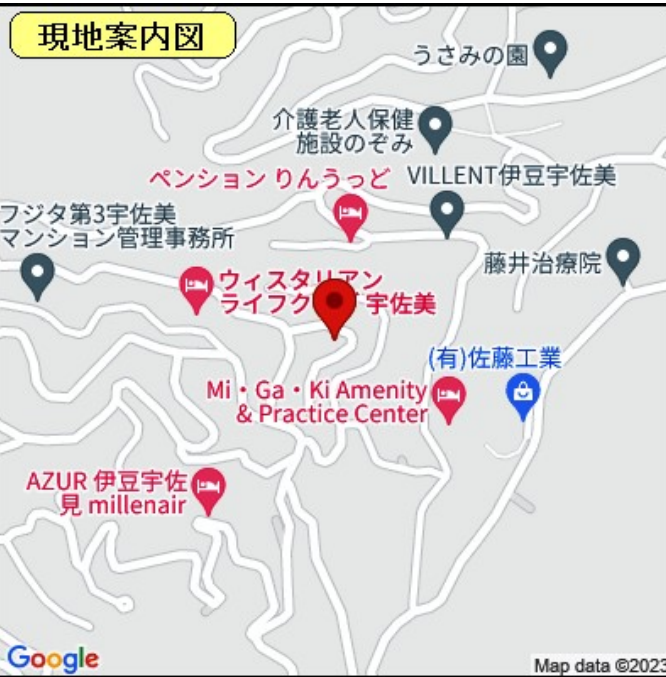 現地案内図
うさみの園
介護老人保健
施設のぞみ
ペンション りんうっど
VILLENT伊豆宇佐美
フジタ第3宇佐美
マンション管理事務所
藤井治療院
ウィスタリアン
ライフク
宇佐美
(有)佐藤工業
Mi・Ga・Ki Amenity
& Practice Center
AZUR 伊豆宇佐
見 millenair
Google
Map data ©2023